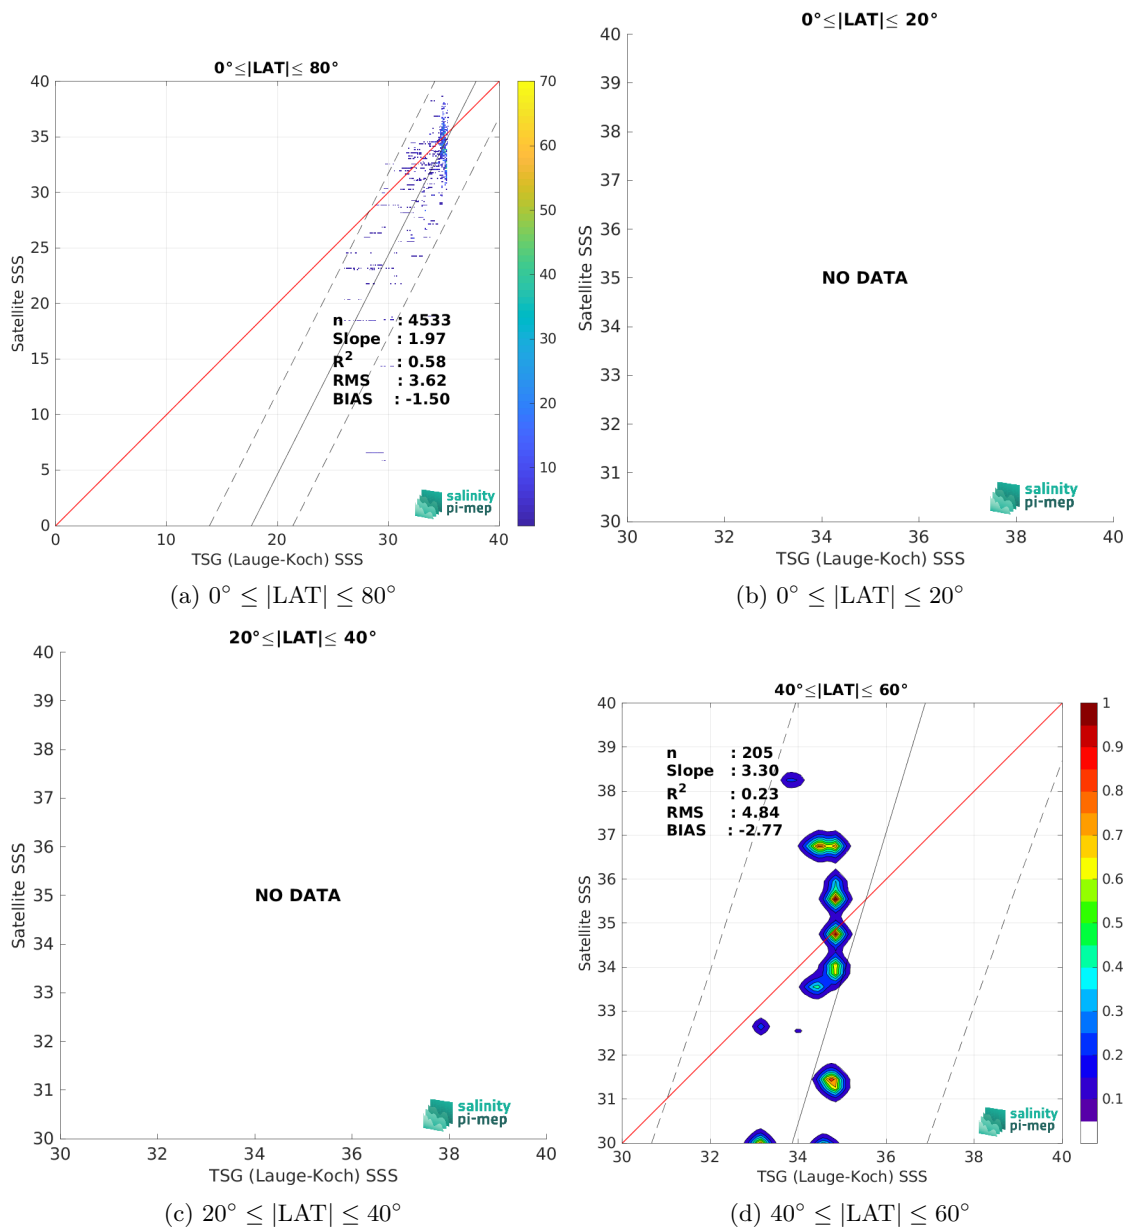 0°≤|LAT|≤ 80°
40
35
30
25
20
15
10
5
0
Satellite SSS
0
10
20
30
40
TSG (Lauge-Koch) SSS
n : 4533
Slope : 1.97
R2 : 0.58
RMS : 3.62
BIAS : -1.50
salinity
pi-mep
70
60
50
40
30
20
10
(a) 0° ≤ |LAT| ≤ 80°
0°≤|LAT|≤ 20°
40
39
38
37
36
35
34
33
32
31
30
Satellite SSS
NO DATA
salinity
pi-mep
30
32
34
36
38
40
TSG (Lauge-Koch) SSS
(b) 0° ≤ |LAT| ≤ 20°
20°≤|LAT|≤ 40°
40
39
38
37
36
35
34
33
32
31
30
Satellite SSS
NO DATA
salinity
pi-mep
30
32
34
36
38
40
TSG (Lauge-Koch) SSS
(c) 20° ≤ |LAT| ≤ 40°
40°≤|LAT|≤ 60°
40
39
38
37
36
35
34
33
32
31
30
Satellite SSS
n : 205
Slope : 3.30
R2 : 0.23
RMS : 4.84
BIAS : -2.77
salinity
pi-mep
30
32
34
36
38
40
TSG (Lauge-Koch) SSS
1
0.9
0.8
0.7
0.6
0.5
0.4
0.3
0.2
0.1
(d) 40° ≤ |LAT| ≤ 60°